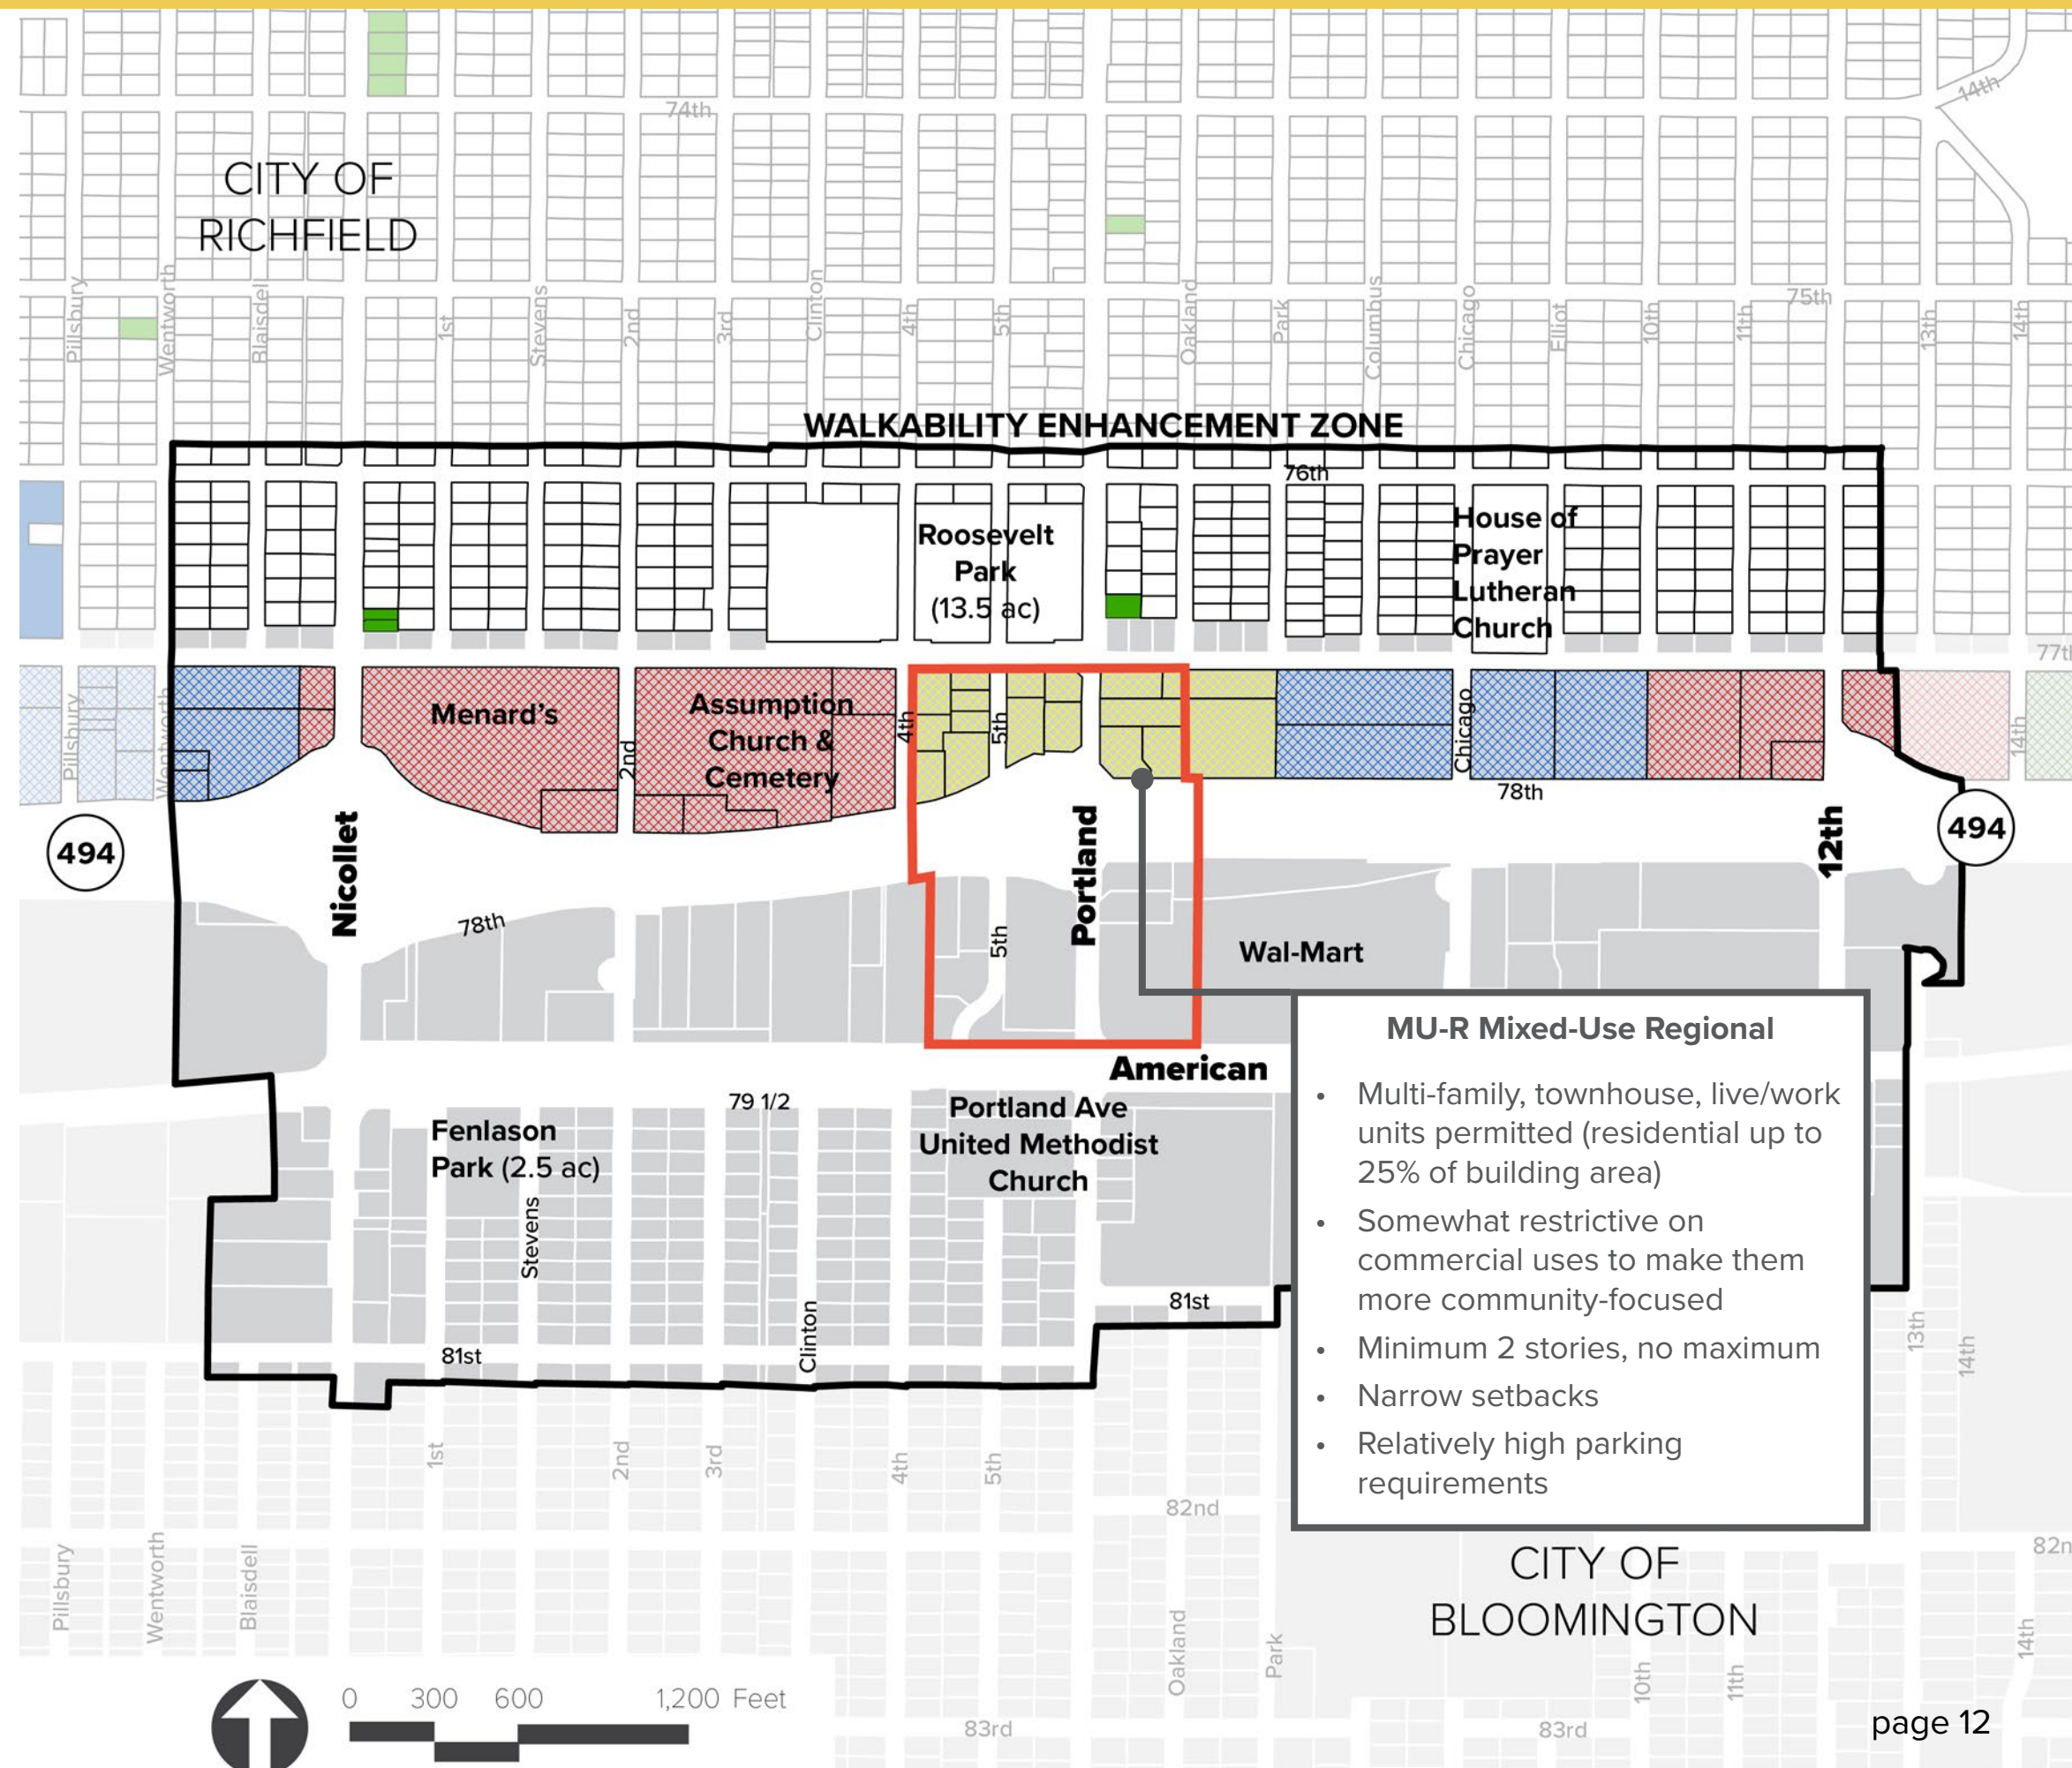 74th
14th
CITY OF
RICHFIELD
Pillsbury
Wentworth
Blaisdell
1st
Stevens
2nd
3rd
Clinton
4th
5th
Oakland
Park
Columbus
Chicago
Elliot
10th
11th
75th
13th
14th
WALKABILITY ENHANCEMENT ZONE
76th
Roosevelt
Park
(13.5 ac)
House of
Prayer
Lutheran
Church
77th
Pillsbury
Wentworth
Menard's
2nd
Assumption
Church &
Cemetery
4th
5th
Chicago
14th
78th
494
Nicollet
Portland
12th
494
78th
5th
Wal-Mart
American
79 1/2
Fenlason
Park (2.5 ac)
Stevens
Clinton
Portland Ave
United Methodist
Church
81st
81st
MU-R Mixed-Use Regional
• Multi-family, townhouse, live/work
units permitted (residential up to
25% of building area)
• Somewhat restrictive on
commercial uses to make them
more community-focused
• Minimum 2 stories, no maximum
• Narrow setbacks
• Relatively high parking
requirements
13th
14th
1st
2nd
3rd
4th
5th
82nd
82n
Pillsbury
Wentworth
Blaisdell
Oakland
Park
CITY OF
BLOOMINGTON
10th
11th
14th
0 300 600 1,200 Feet
83rd
83rd
page 12